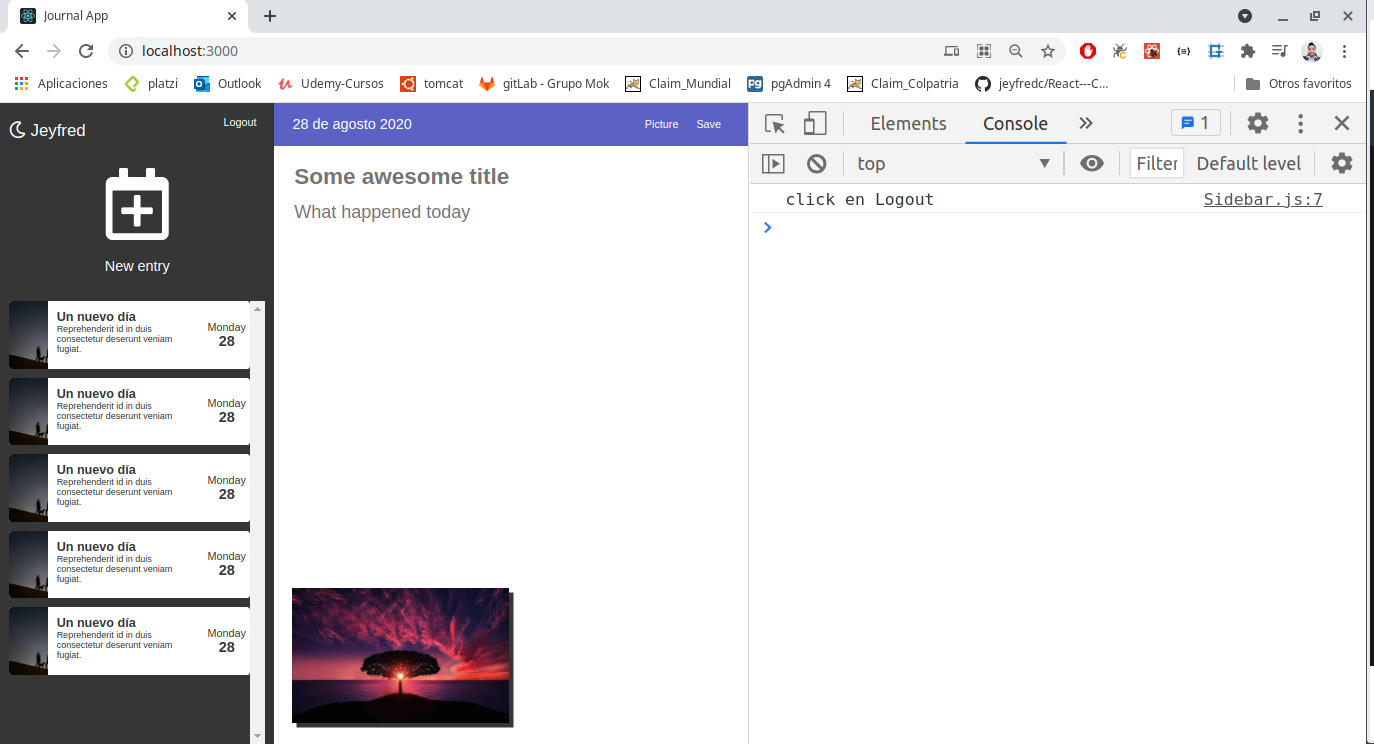 Journal App
localhost:3000
Aplicaciones
platzi
Outlook
Udemy-Cursos
tomcat
gitLab - Grupo Mok
Claim_Mundial
pgAdmin 4
Claim_Colpatria
jeyfredc/React---C...
Otros favoritos
Jeyfred
Logout
New entry
Un nuevo día
Reprehenderit id in duis
consectetur deserunt veniam
fugiat.
Monday
28
Un nuevo día
Reprehenderit id in duis
consectetur deserunt veniam
fugiat.
Monday
28
Un nuevo día
Reprehenderit id in duis
consectetur deserunt veniam
fugiat.
Monday
28
Un nuevo día
Reprehenderit id in duis
consectetur deserunt veniam
fugiat.
Monday
28
Un nuevo día
Reprehenderit id in duis
consectetur deserunt veniam
fugiat.
Monday
28
28 de agosto 2020
Picture
Save
Some awesome title
What happened today
Elements
Console
1
top
Filter
Default level
click en Logout
Sidebar.js:7